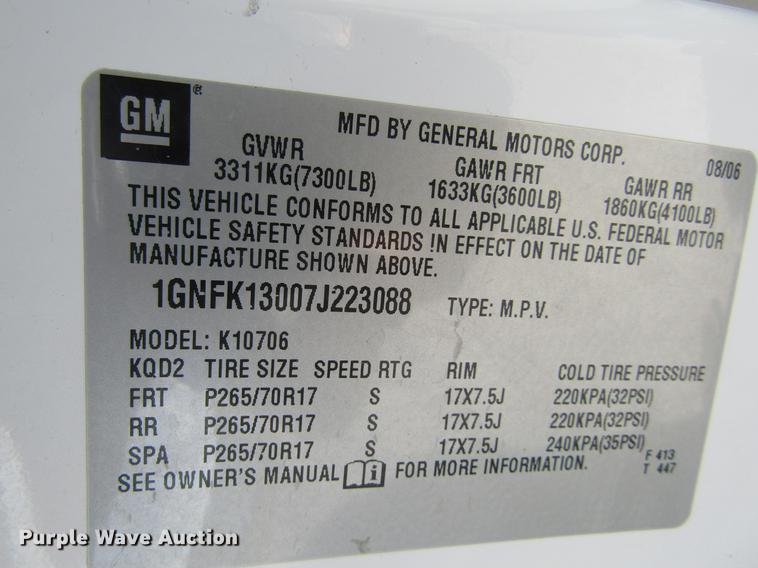 GM®
MFD BY GENERAL MOTORS CORP. 08/06
GVWR GAWR FRT GAWR RR
3311KG(7300LB) 1633KG(3600LB) 1860KG(4100LB)
THIS VEHICLE CONFORMS TO ALL APPLICABLE U.S. FEDERAL MOTOR
VEHICLE SAFETY STANDARDS IN EFFECT ON THE DATE OF
MANUFACTURE SHOWN ABOVE.
1GNFK13007J223088 TYPE: M.P.V.
MODEL: K10706
KQD2 TIRE SIZE SPEED RTG RIM COLD TIRE PRESSURE
FRT P265/70R17 S 17X7.5J 220KPA(32PSI)
RR P265/70R17 S 17X7.5J 220KPA(32PSI)
SPA P265/70R17 S 17X7.5J 240KPA(35PSI)
SEE OWNER'S MANUAL i FOR MORE INFORMATION.
F 413
T 447
Purple Wave Auction